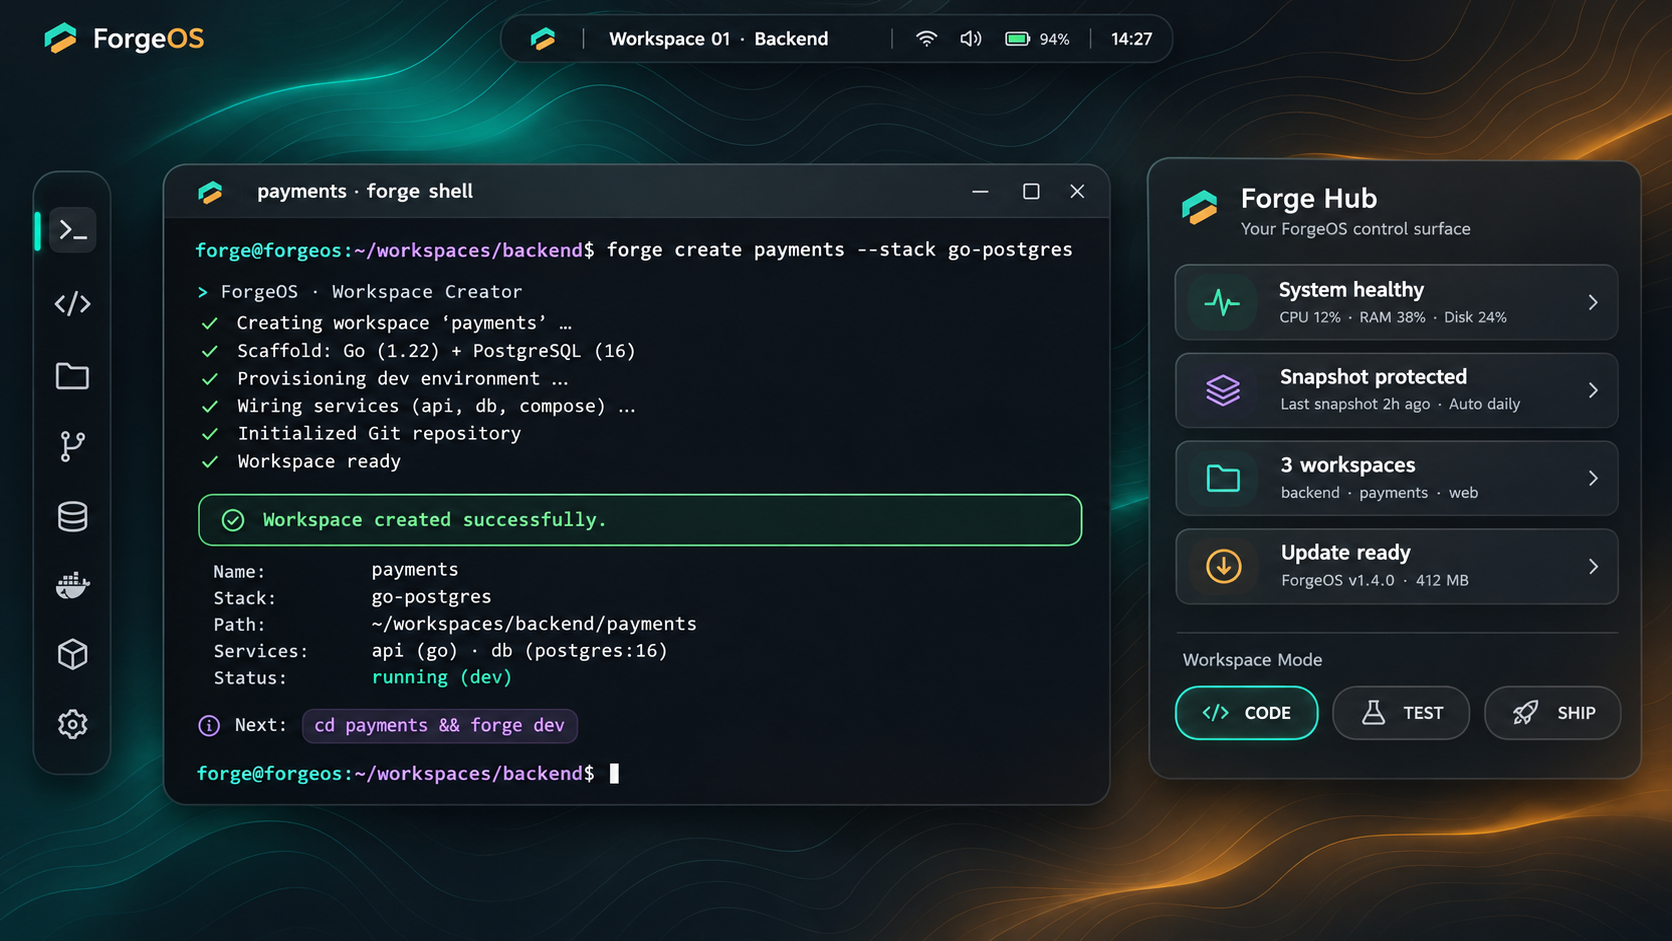 ForgeOS
Workspace 01 · Backend
94%
14:27
payments · forge shell
forge@forgeos:~/workspaces/backend$ forge create payments --stack go-postgres
> ForgeOS · Workspace Creator
✓ Creating workspace ‘payments’ …
✓ Scaffold: Go (1.22) + PostgreSQL (16)
✓ Provisioning dev environment …
✓ Wiring services (api, db, compose) …
✓ Initialized Git repository
✓ Workspace ready
Workspace created successfully.
Name: payments
Stack: go-postgres
Path: ~/workspaces/backend/payments
Services: api (go) · db (postgres:16)
Status: running (dev)
Next: cd payments && forge dev
forge@forgeos:~/workspaces/backend$
Forge Hub
Your ForgeOS control surface
System healthy
CPU 12% · RAM 38% · Disk 24%
Snapshot protected
Last snapshot 2h ago · Auto daily
3 workspaces
backend · payments · web
Update ready
ForgeOS v1.4.0 · 412 MB
Workspace Mode
</> CODE
TEST
SHIP